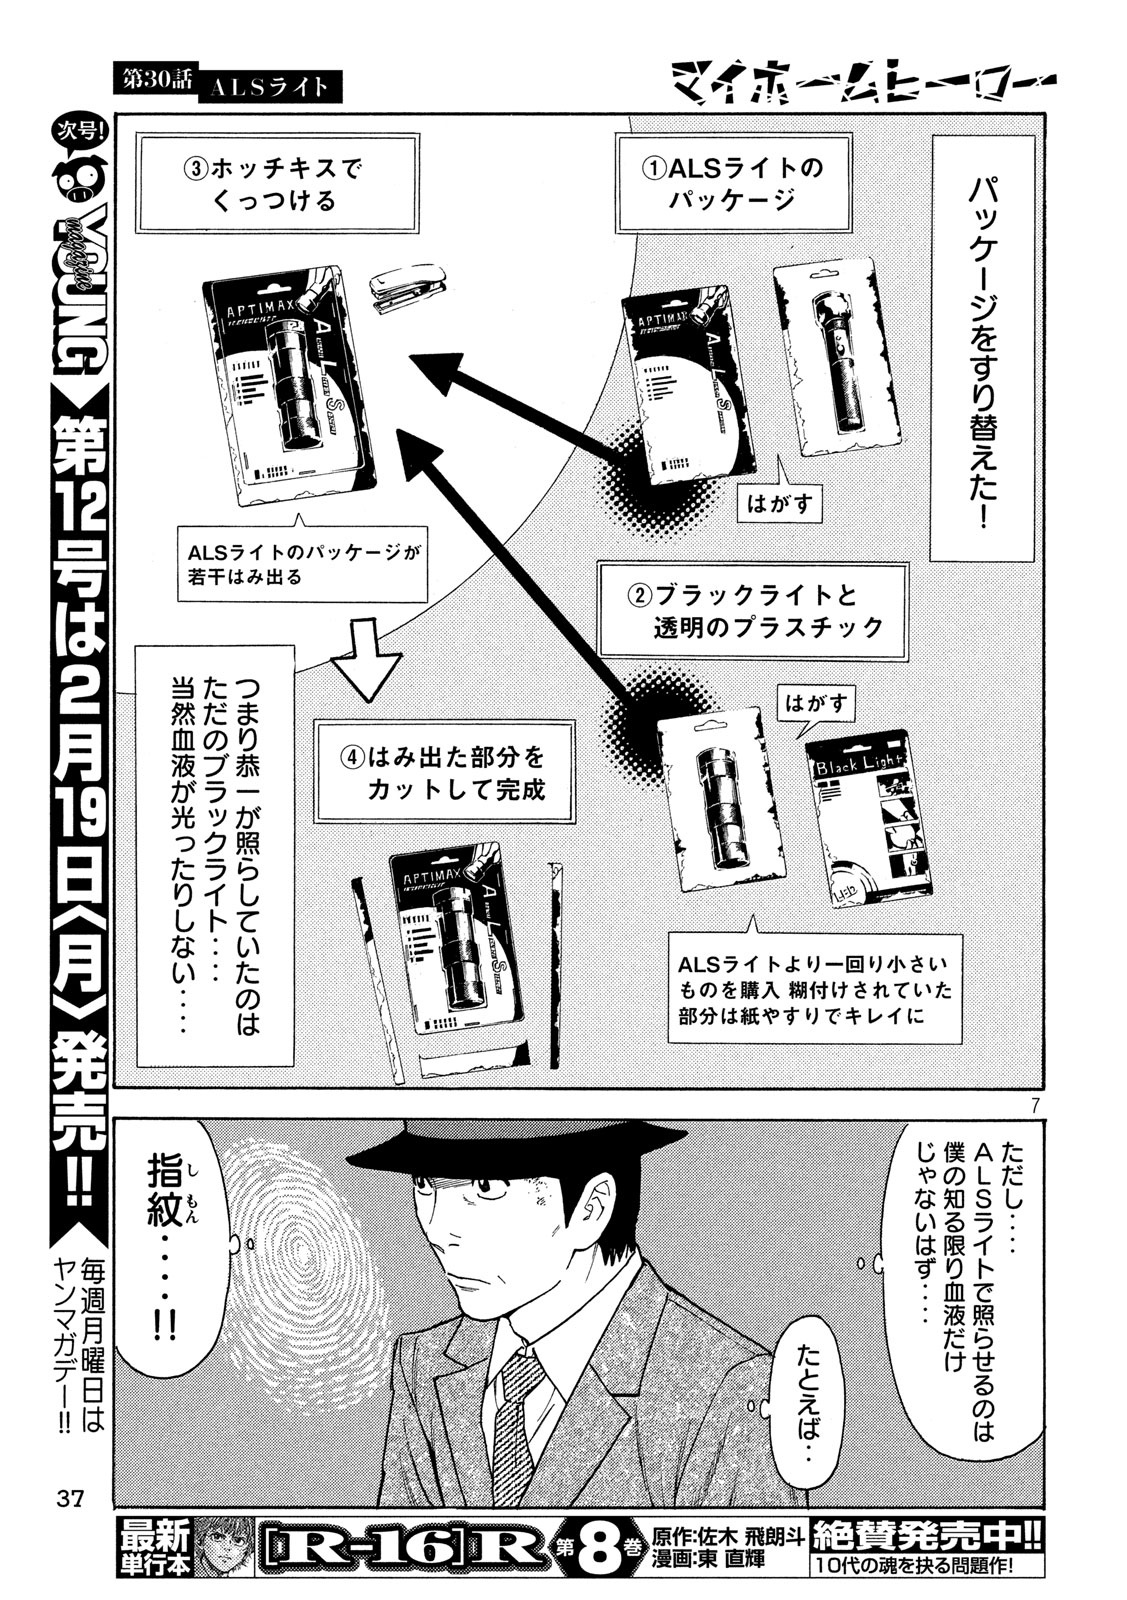 第30話
ALSライト
マイホームヒーロー
パッケージをすり替えた!
①ALSライトの
パッケージ
APTIMAX
ALS
はがす
②ブラックライトと
透明のプラスチック
はがす
Black Light
ALSライトより一回り小さい
ものを購入 糊付けされていた
部分は紙やすりでキレイに
③ホッチキスで
くっつける
APTIMAX
ALS
ALSライトのパッケージが
若干はみ出る
④はみ出た部分を
カットして完成
APTIMAX
ALS
つまり恭一が照らしていたのは
ただのブラックライト‥‥
当然血液が光ったりしない‥‥
7
ただし‥‥
ALSライトで照らせるのは
僕の知る限り血液だけ
じゃないはず‥‥
たとえば‥
指紋‥‥!!
しもん
次号!
YOUNG
magazine
第12号は2月19日〈月〉発売!!
毎週月曜日は
ヤンマガデー!!
37
最新
単行本
[R-16]R
第8巻
原作:佐木 飛朗斗
漫画:東 直輝
絶賛発売中!!
10代の魂を抉る問題作!